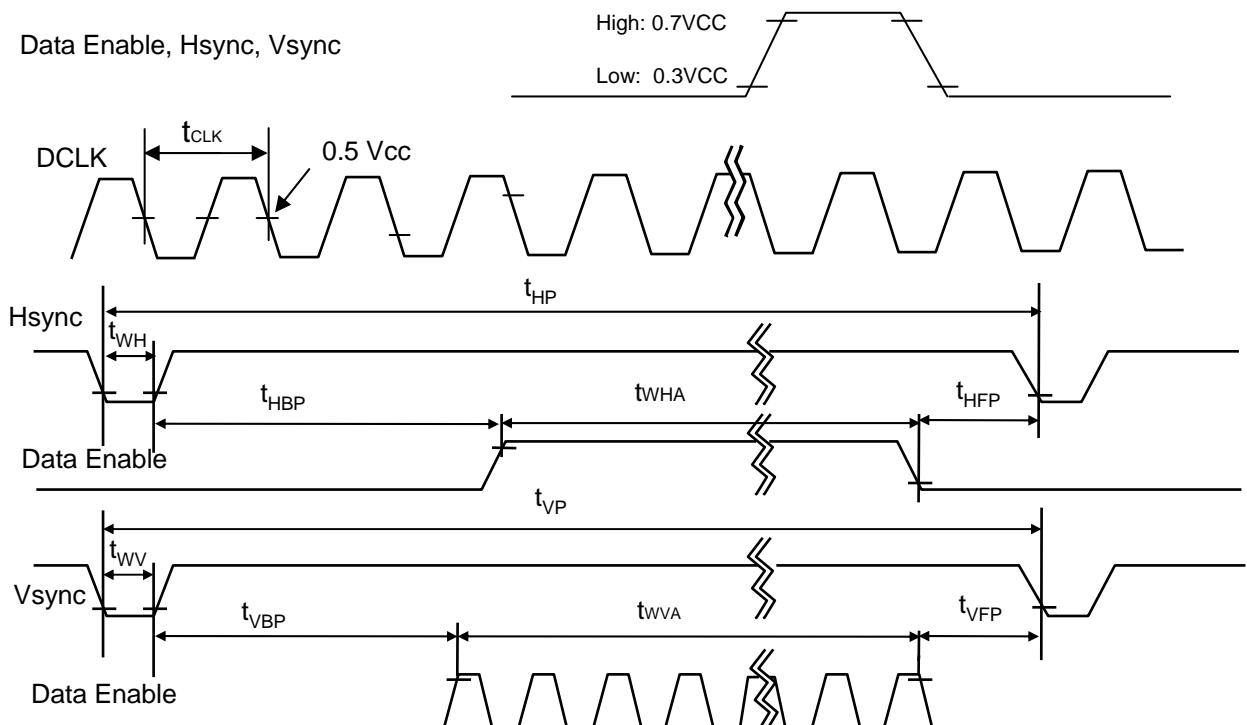 High: 0.7VCC
Data Enable, Hsync, Vsync
Low: 0.3VCC
tCLK
DCLK
0.5 Vcc
tHP
Hsync
tWH
tHBP
tWHA
tHFP
Data Enable
tVP
tWV
Vsync
tVBP
tWVA
tVFP
Data Enable